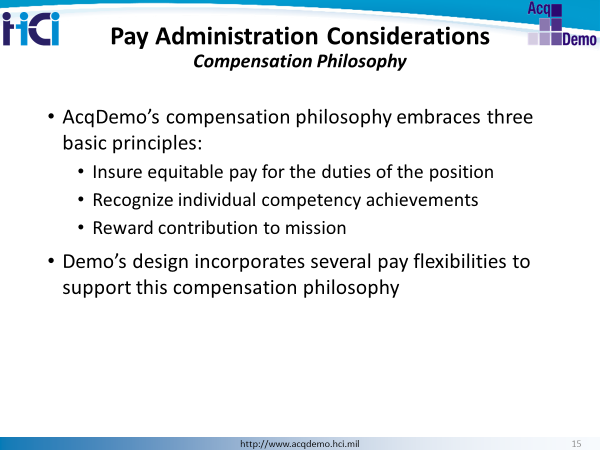 HCi
Acq
Demo
Pay Administration Considerations
Compensation Philosophy
• AcqDemo’s compensation philosophy embraces three
basic principles:
• Insure equitable pay for the duties of the position
• Recognize individual competency achievements
• Reward contribution to mission
• Demo’s design incorporates several pay flexibilities to
support this compensation philosophy
http://www.acqdemo.hci.mil
15